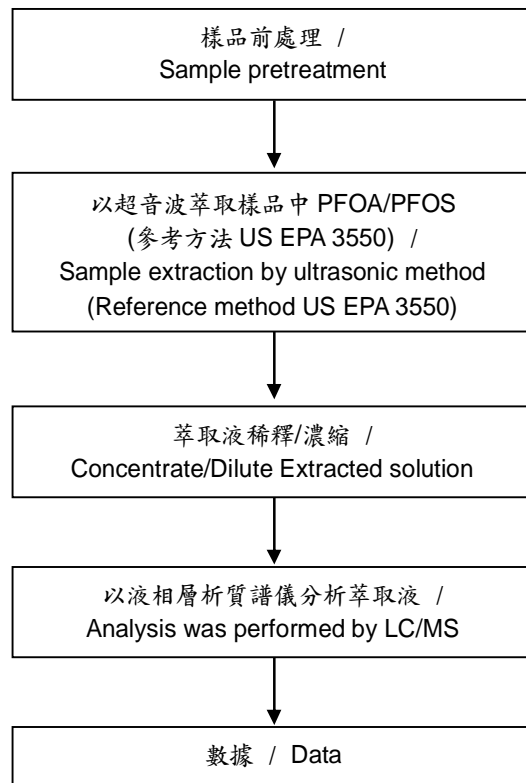 樣品前處理 /
Sample pretreatment
以超音波萃取樣品中 PFOA/PFOS
(參考方法 US EPA 3550) /
Sample extraction by ultrasonic method
(Reference method US EPA 3550)
萃取液稀釋/濃縮 /
Concentrate/Dilute Extracted solution
以液相層析質譜儀分析萃取液 /
Analysis was performed by LC/MS
數據 / Data